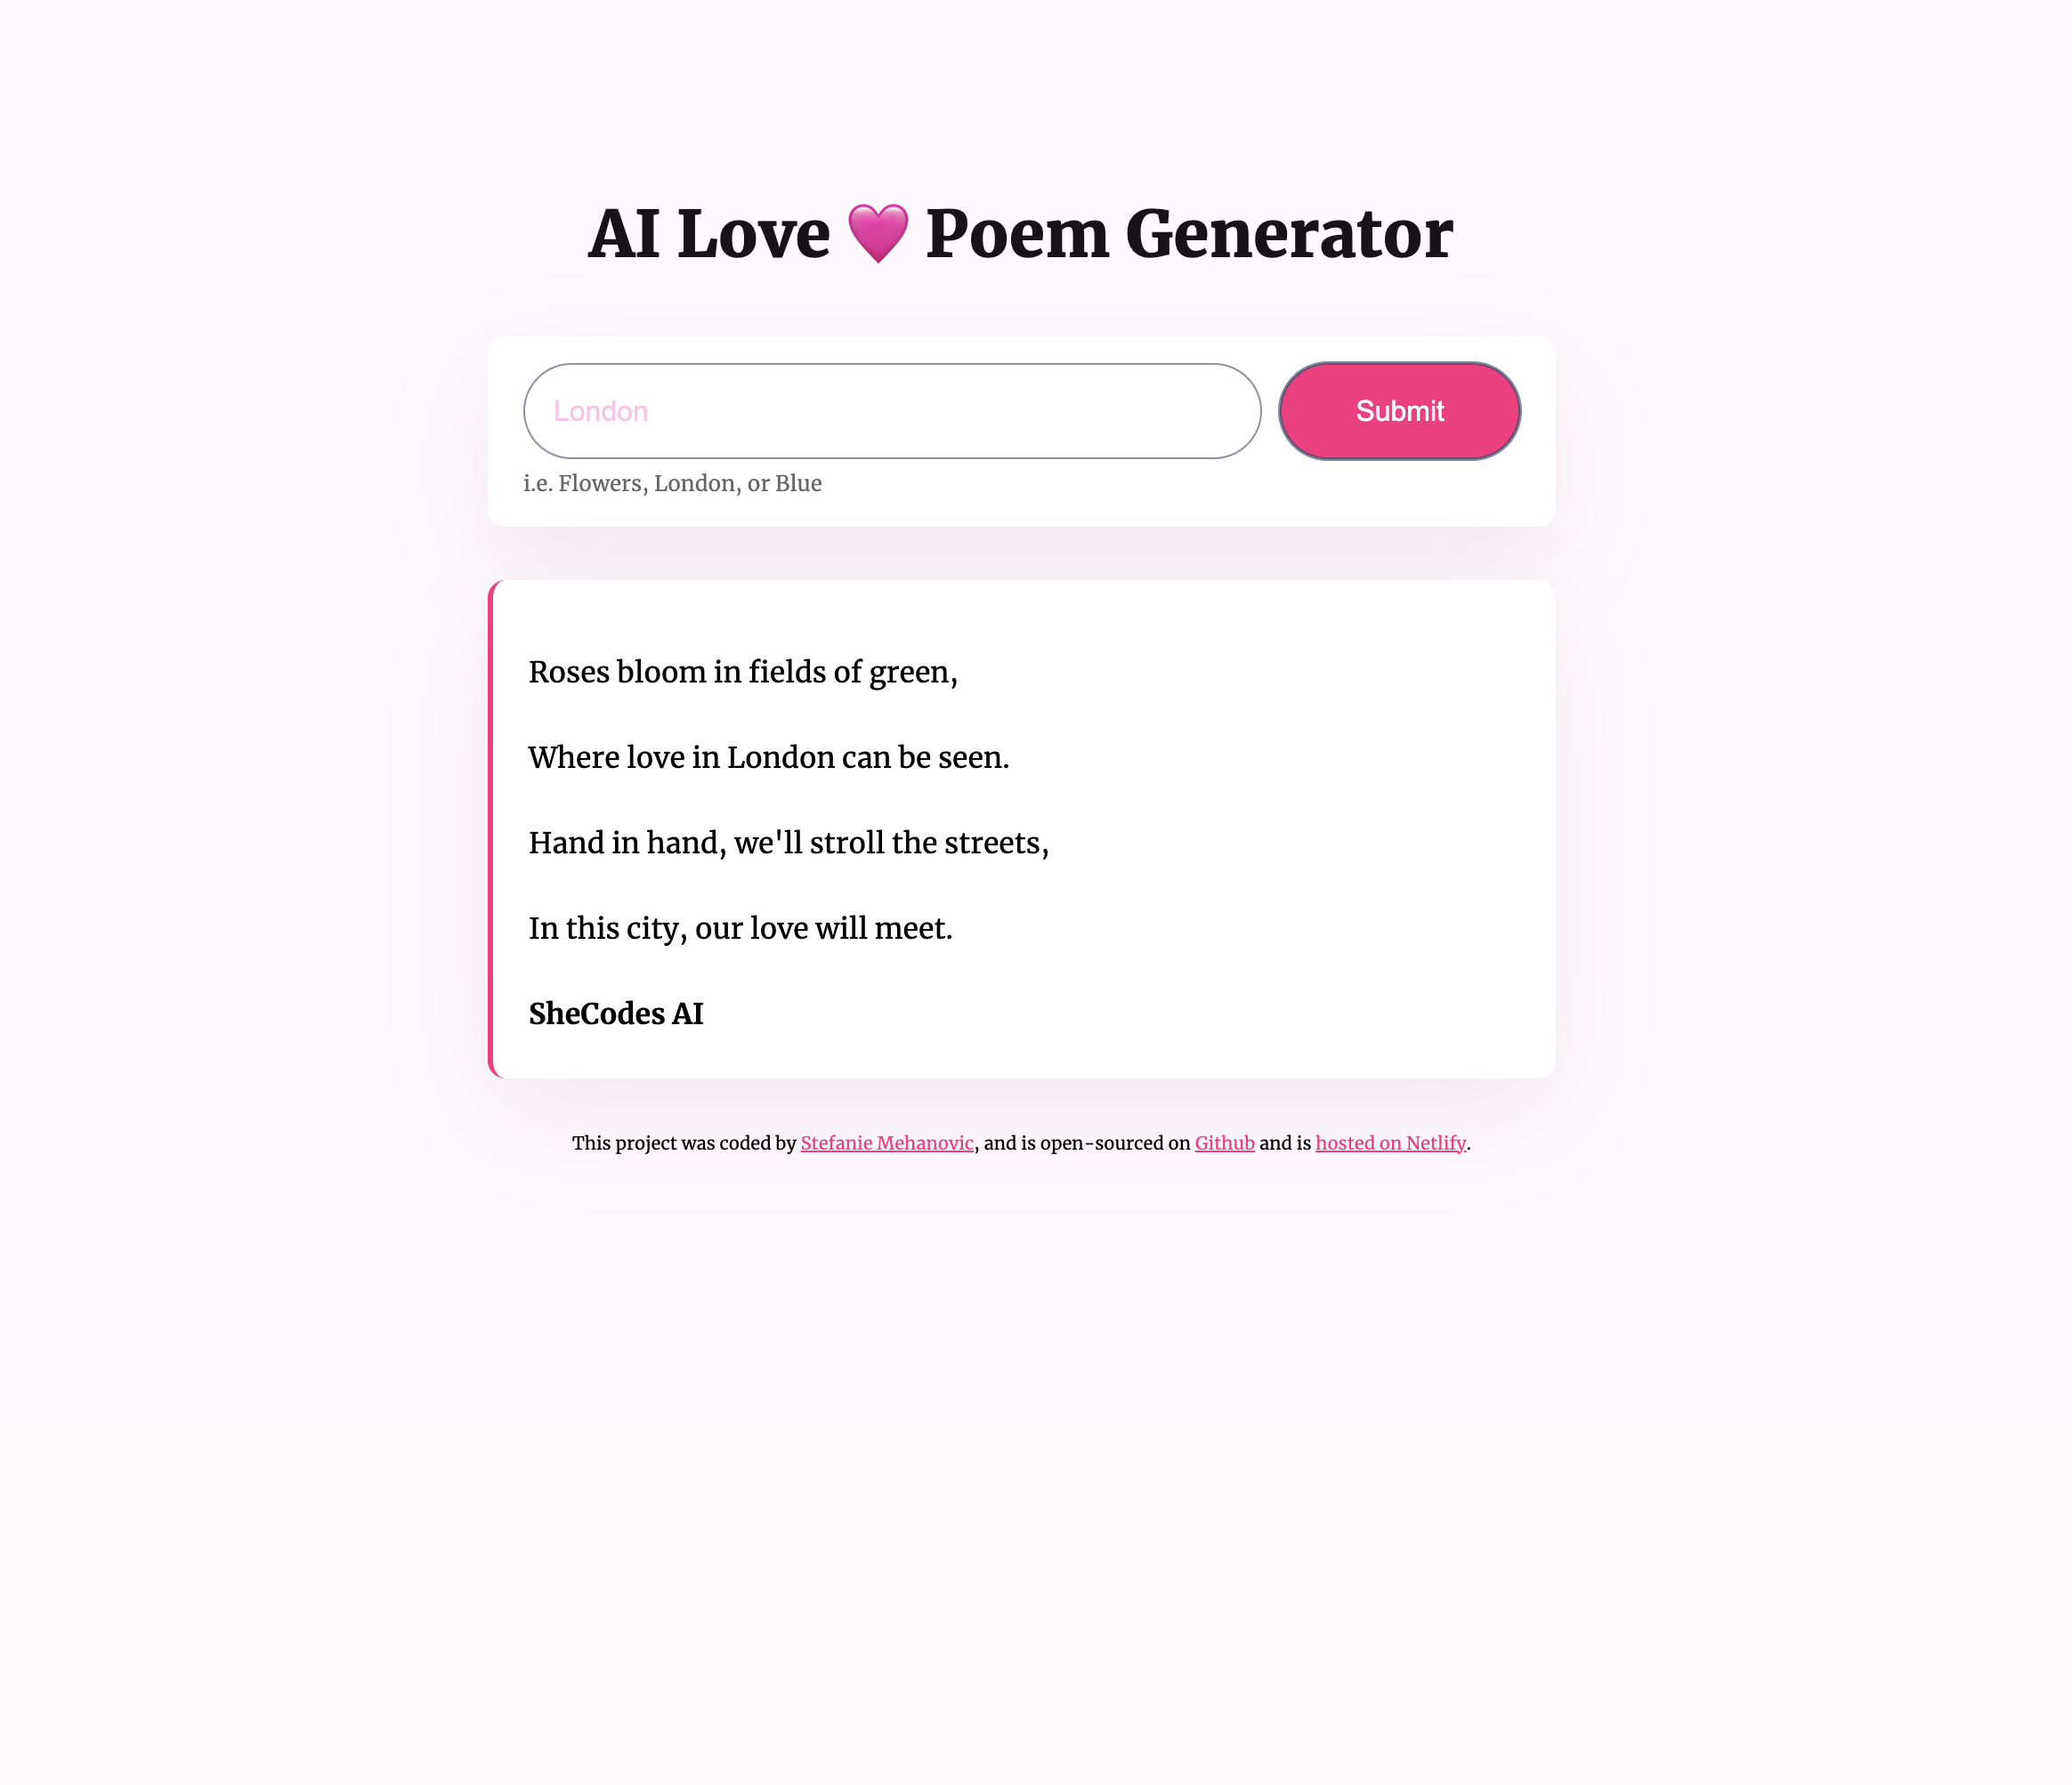 AI Love 💗 Poem Generator
London
Submit
i.e. Flowers, London, or Blue
Roses bloom in fields of green,
Where love in London can be seen.
Hand in hand, we'll stroll the streets,
In this city, our love will meet.
SheCodes AI
This project was coded by Stefanie Mehanovic, and is open-sourced on Github and is hosted on Netlify.